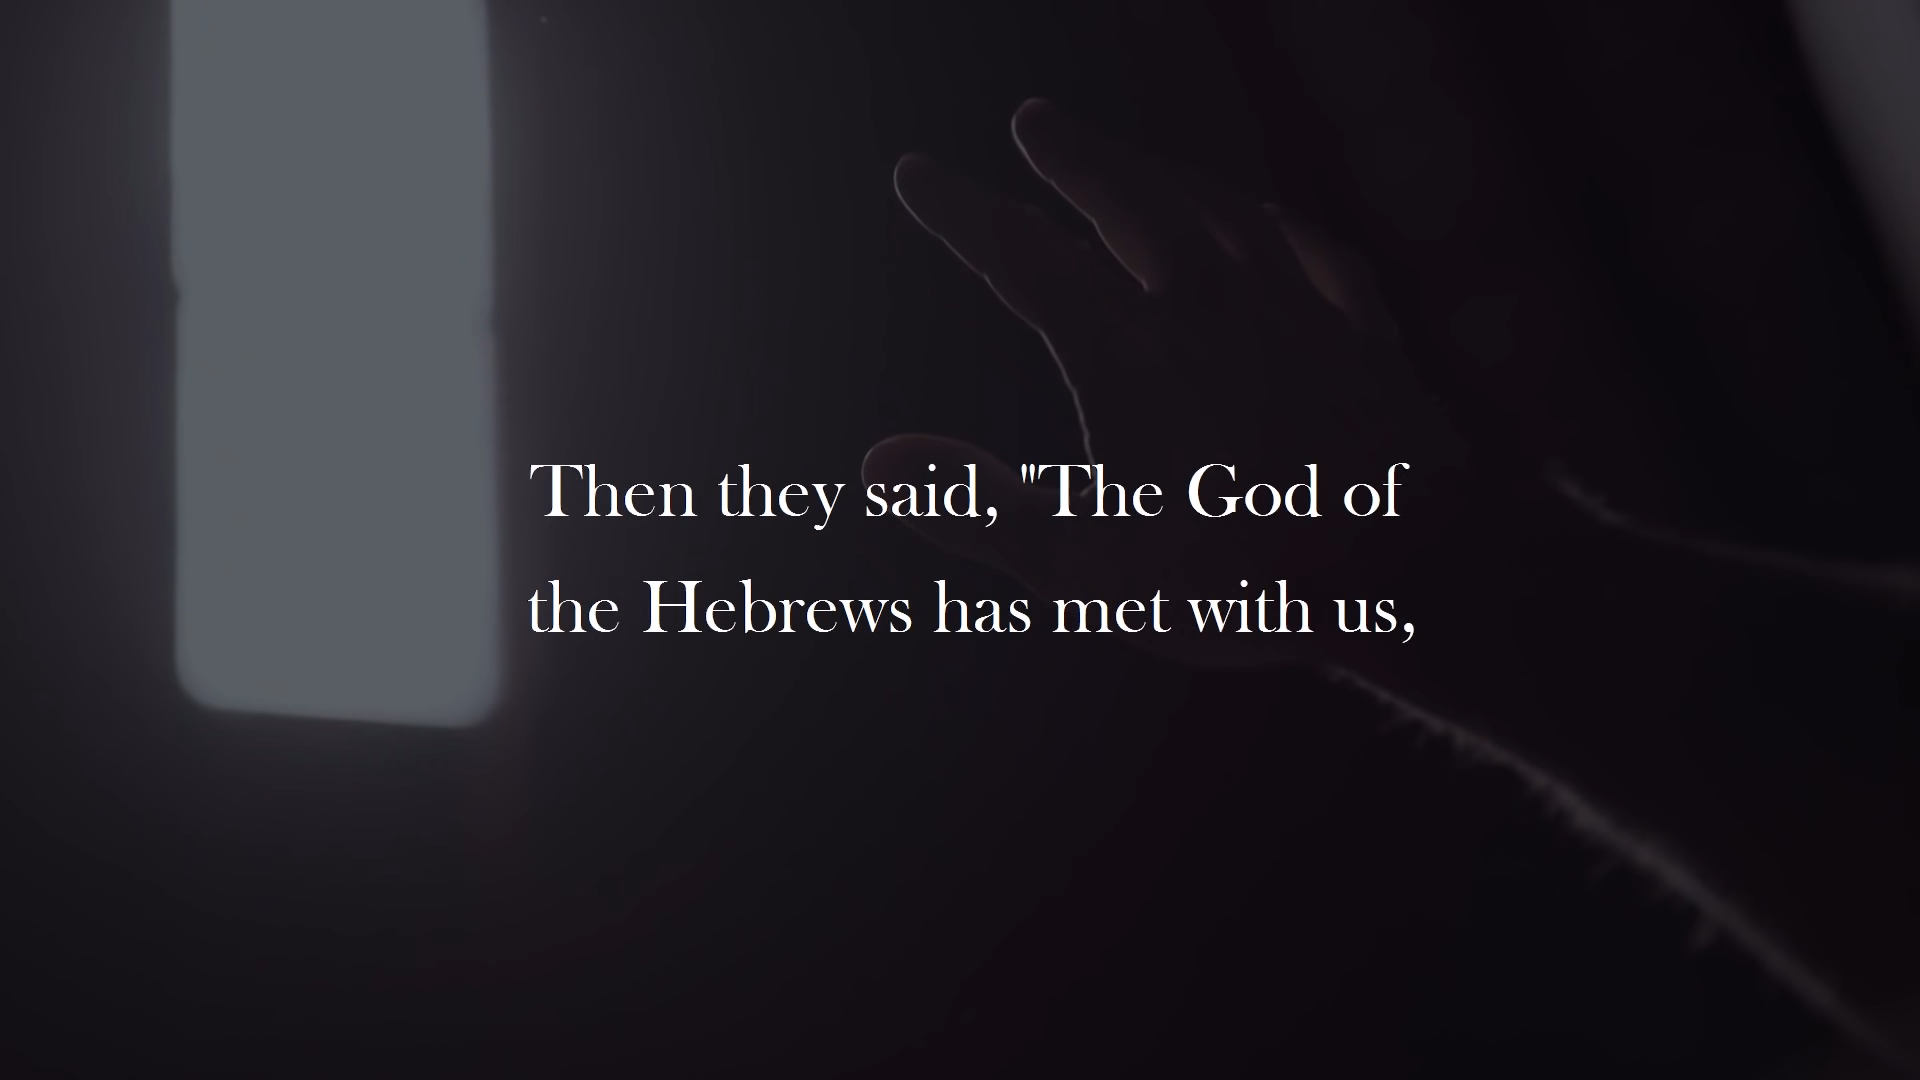 Then they said, "The God of
the Hebrews has met with us,